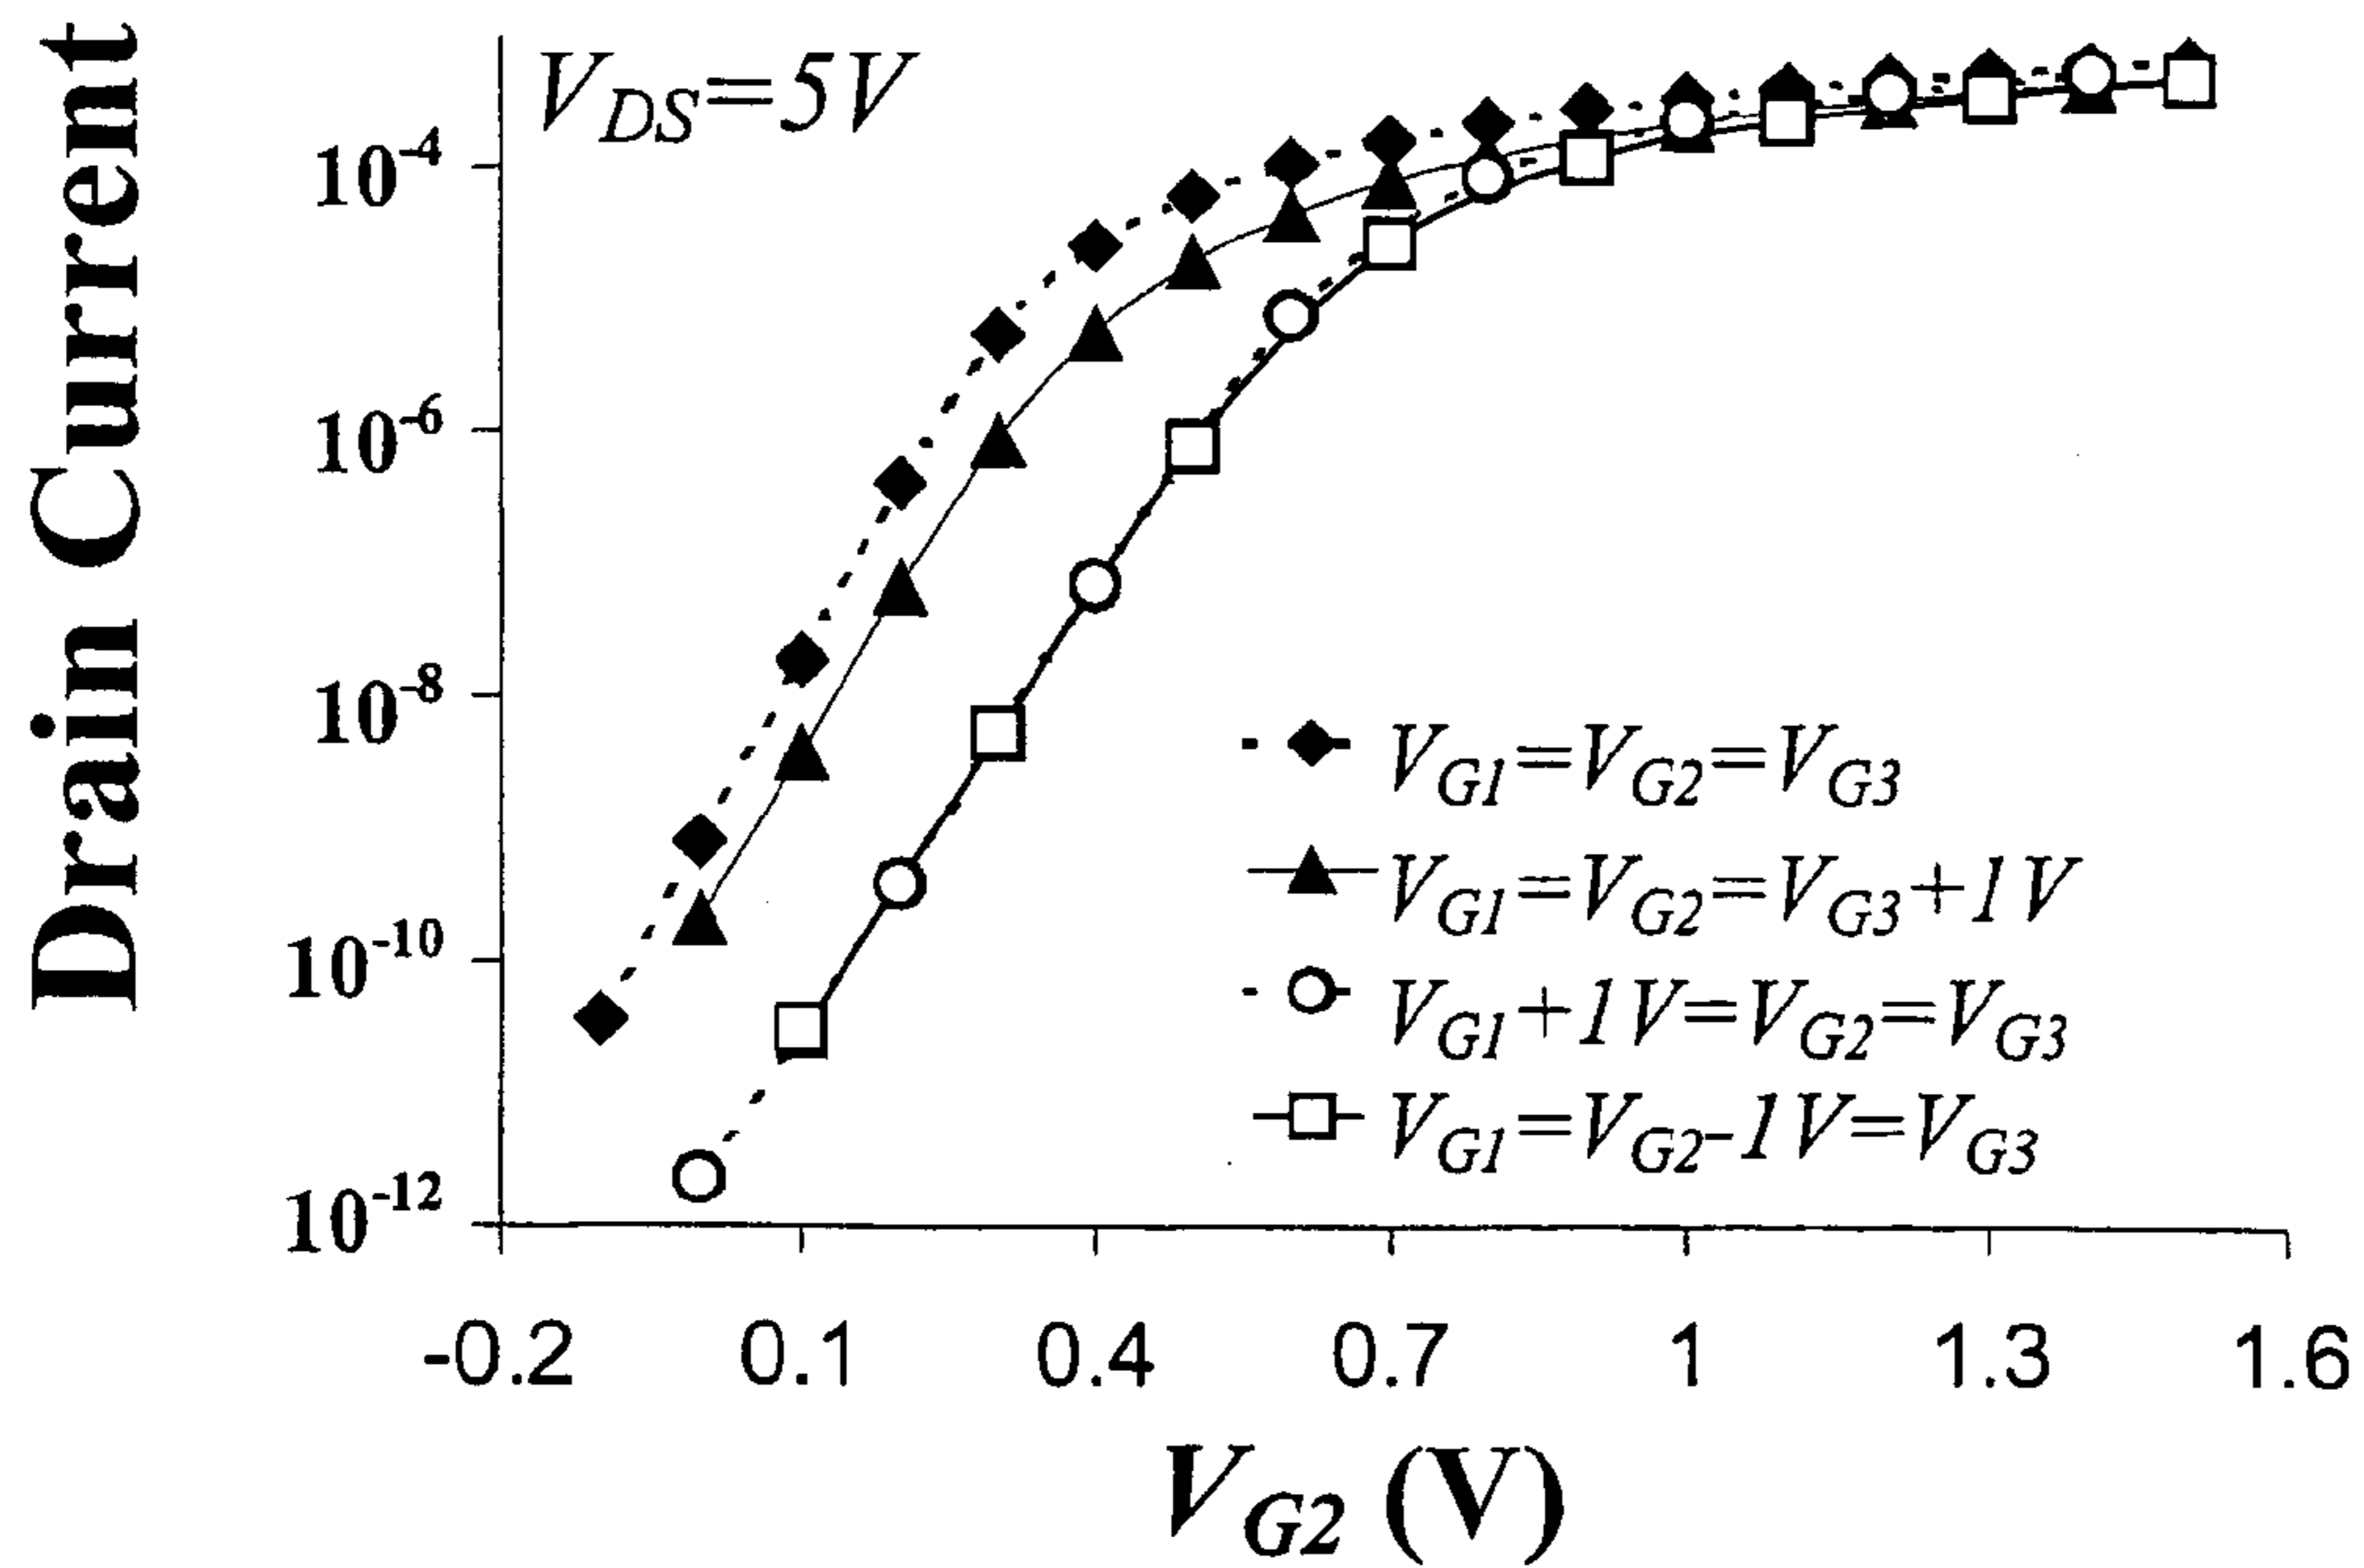 Drain Current
V_DS=5V
10^-4
10^-6
10^-8
10^-10
10^-12
V_G1=V_G2=V_G3
V_G1=V_G2=V_G3+1V
V_G1+1V=V_G2=V_G3
V_G1=V_G2-1V=V_G3
-0.2 0.1 0.4 0.7 1 1.3 1.6
V_G2 (V)